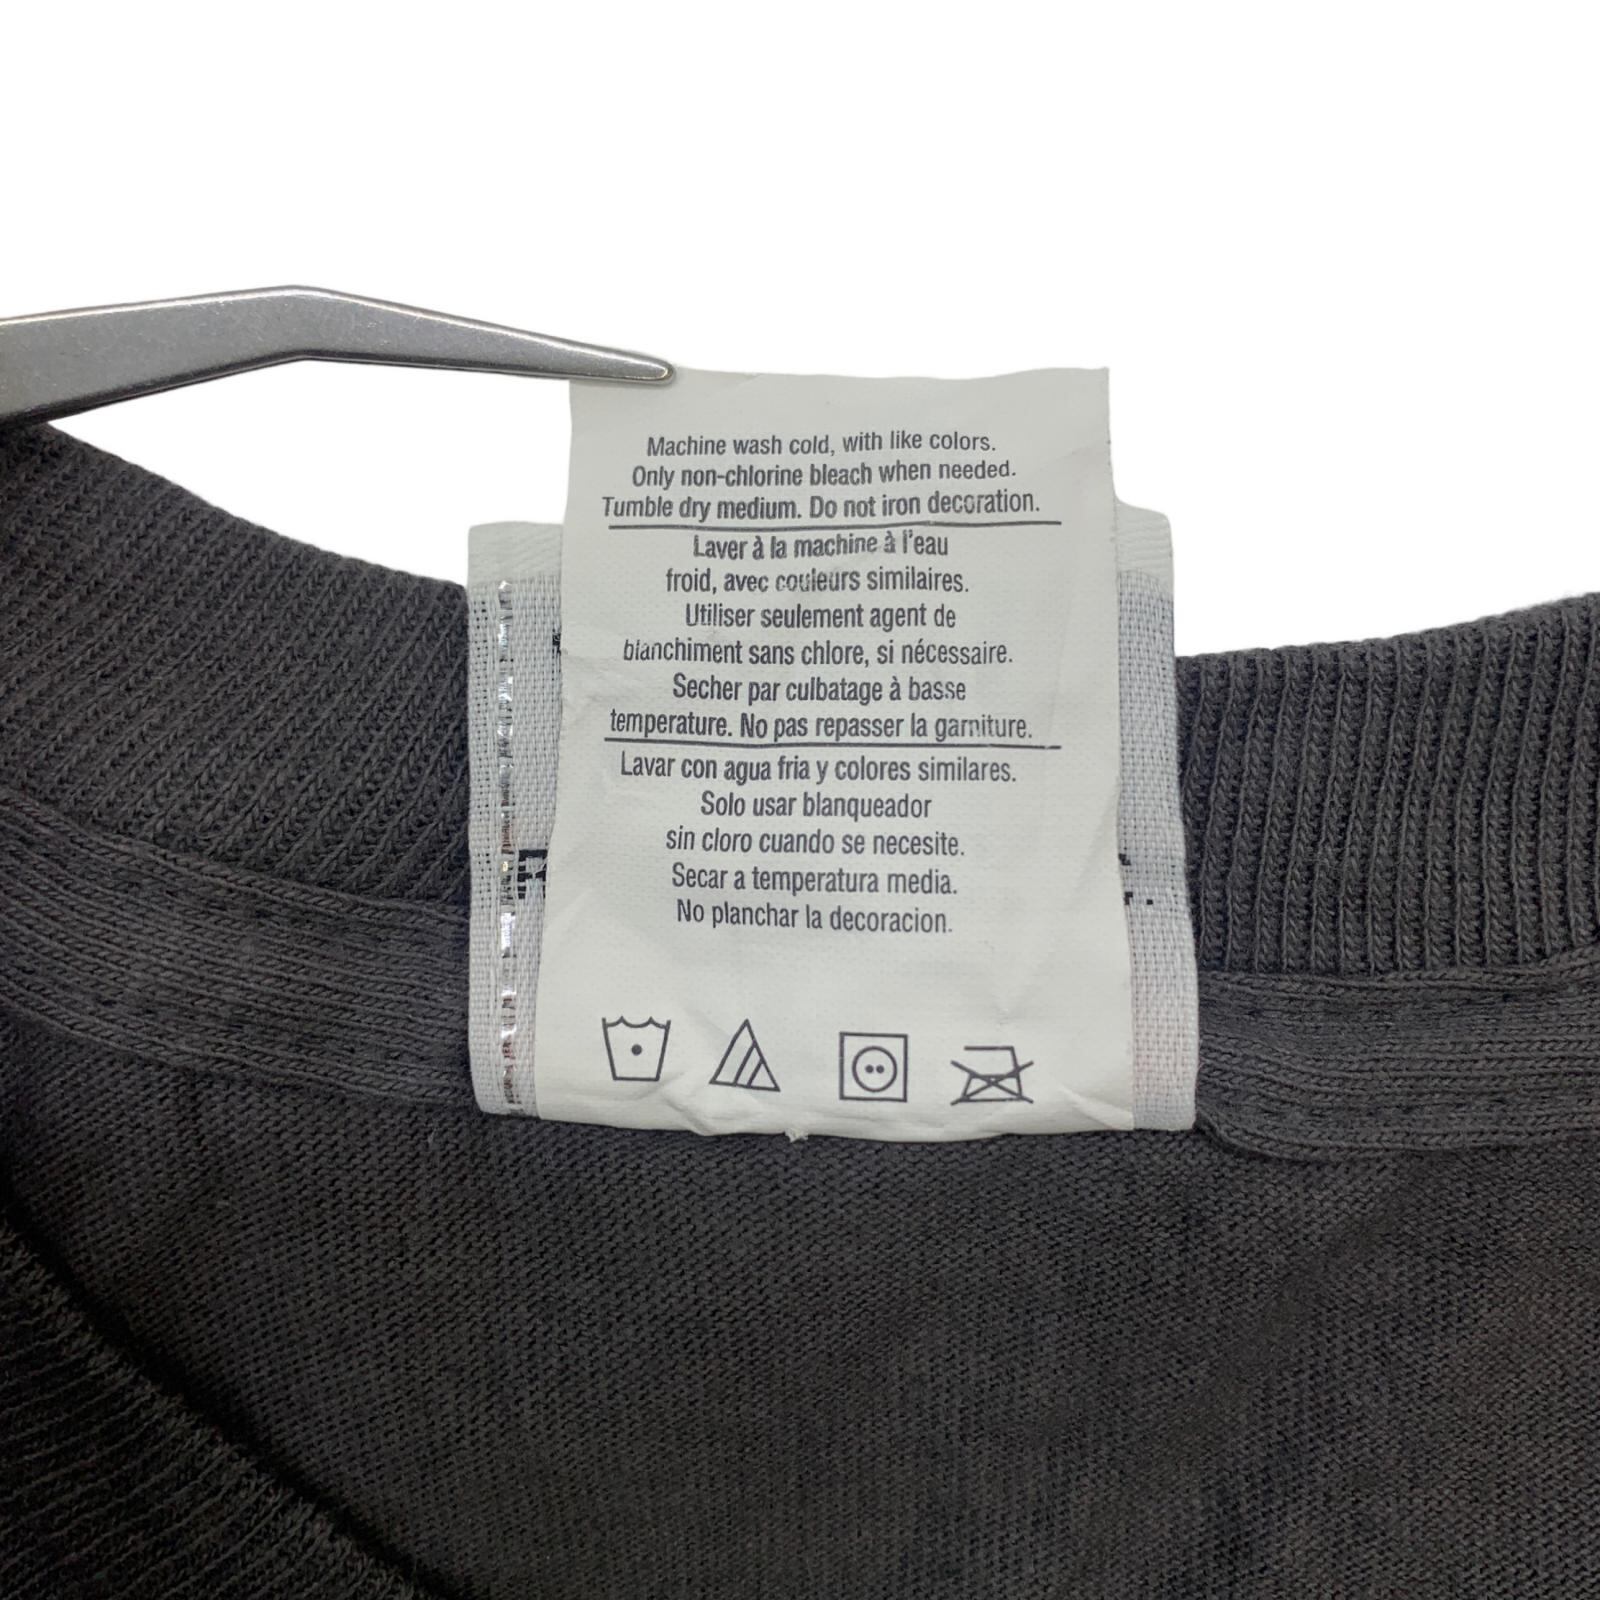 Machine wash cold, with like colors.
Only non-chlorine bleach when needed.
Tumble dry medium. Do not iron decoration.
Laver à la machine à l'eau
froid, avec couleurs similaires.
Utiliser seulement agent de
blanchiment sans chlore, si nécessaire.
Secher par culbatage à basse
temperature. No pas repasser la garniture.
Lavar con agua fria y colores similares.
Solo usar blanqueador
sin cloro cuando se necesite.
Secar a temperatura media.
No planchar la decoracion.